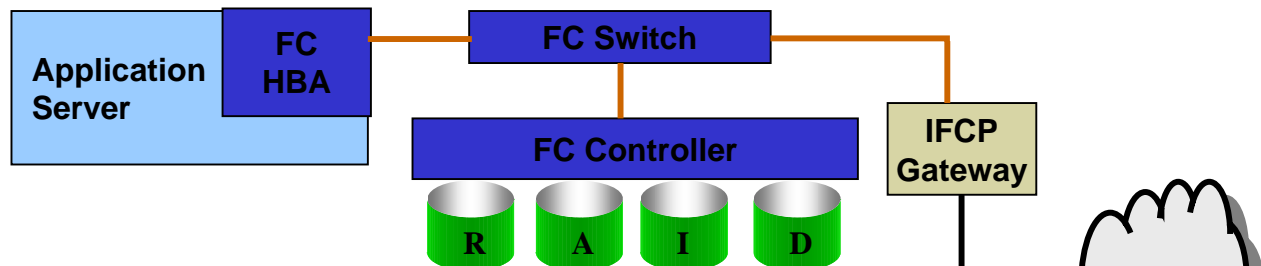 Application
Server
FC
HBA
FC Switch
FC Controller
IFCP
Gateway
R A I D